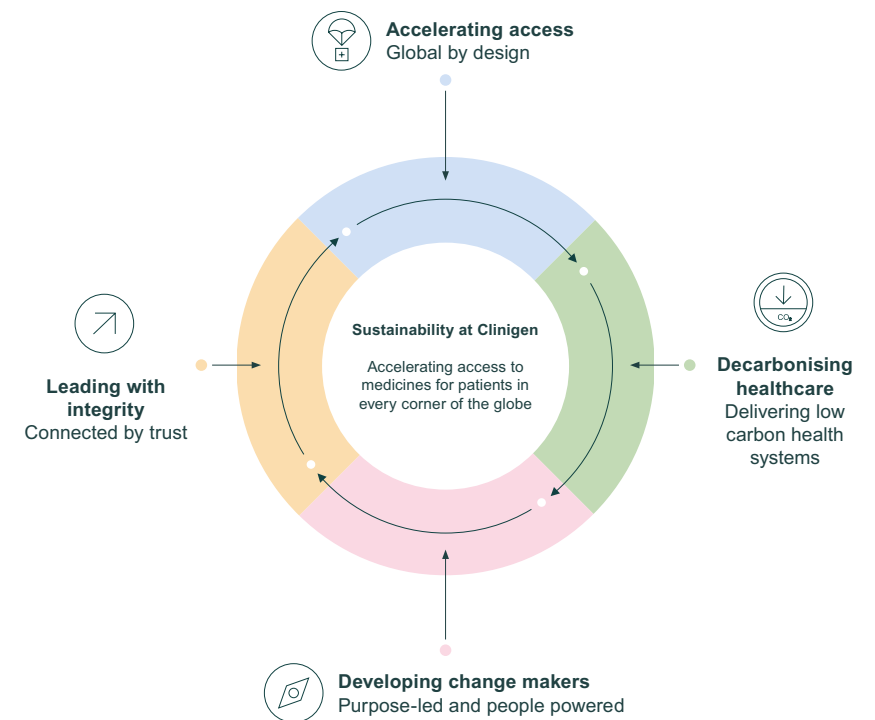 Accelerating access
Global by design
Sustainability at Clinigen
Accelerating access to
medicines for patients in
every corner of the globe
Leading with
integrity
Connected by trust
CO₂
Decarbonising
healthcare
Delivering low
carbon health
systems
Developing change makers
Purpose-led and people powered